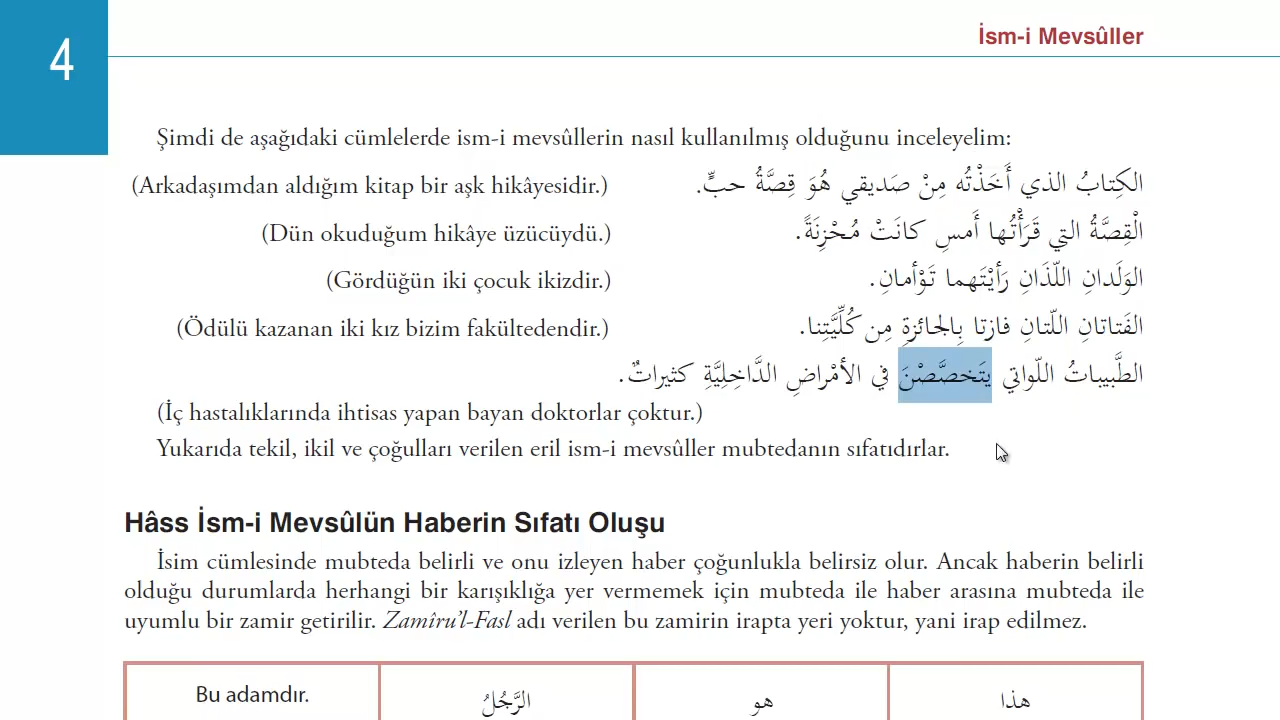 4
İsm-i Mevsûller
Şimdi de aşağıdaki cümlelerde ism-i mevsûllerin nasıl kullanılmış olduğunu inceleyelim:
(Arkadaşımdan aldığım kitap bir aşk hikâyesidir.) الكِتابُ الذي أَخَذْتُه مِنْ صَديقي هُوَ قِصَّةُ حبٍّ.
(Dün okuduğum hikâye üzücüydü.) الْقِصَّةُ التي قَرَأْتُها أَمسِ كانَتْ مُحْزِنَةً.
(Gördüğün iki çocuk ikizdir.) الوَلَدانِ اللّذَانِ رَأيْتَهما تَوْأمانِ.
(Ödülü kazanan iki kız bizim fakültedendir.) الفَتاتانِ اللّتانِ فازتا بِالجائزةِ مِن كُلِّيَّتِنا.
الطَّبيباتُ اللّواتي يتَخصَّصْنَ في الأمْراضِ الدَّاخِلِيَّةِ كثيراتٌ.
(İç hastalıklarında ihtisas yapan bayan doktorlar çoktur.)
Yukarıda tekil, ikil ve çoğulları verilen eril ism-i mevsûller mubtedanın sıfatıdırlar.
Hâss İsm-i Mevsûlün Haberin Sıfatı Oluşu
İsim cümlesinde mubteda belirli ve onu izleyen haber çoğunlukla belirsiz olur. Ancak haberin belirli
olduğu durumlarda herhangi bir karışıklığa yer vermemek için mubteda ile haber arasına mubteda ile
uyumlu bir zamir getirilir. Zamîru’l-Fasl adı verilen bu zamirin irapta yeri yoktur, yani irap edilmez.
Bu adamdır. الرَّجُلُ هو هذا